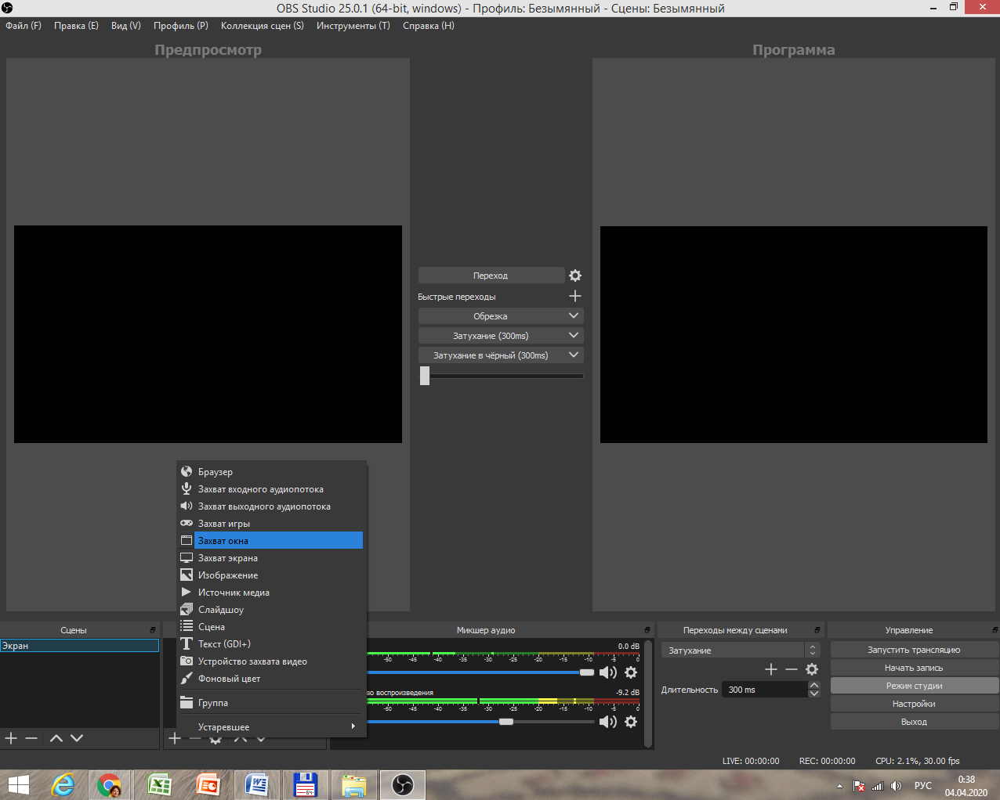 OBS Studio 25.0.1 (64-bit, windows) - Профиль: Безымянный - Сцены: Безымянный
Файл (F) Правка (E) Вид (V) Профиль (P) Коллекция сцен (S) Инструменты (T) Справка (H)
Предпросмотр
Программа
Переход
Быстрые переходы
Обрезка
Затухание (300ms)
Затухание в чёрный (300ms)
Браузер
Захват входного аудиопотока
Захват выходного аудиопотока
Захват игры
Захват окна
Захват экрана
Изображение
Источник медиа
Слайдшоу
Сцена
Текст (GDI+)
Устройство захвата видео
Фоновый цвет
Группа
Устаревшее
Сцены
Экран
Микшер аудио
0.0 dB
-50 -45 -40 -35 -30 -25 -20 -15 -10 -5 0
во воспроизведения -9.2 dB
-50 -45 -40 -35 -30 -25 -20 -15 -10 -5 0
Переходы между сценами
Затухание
Длительность 300 ms
Управление
Запустить трансляцию
Начать запись
Режим студии
Настройки
Выход
LIVE: 00:00:00 REC: 00:00:00 CPU: 2.1%, 30.00 fps
64
РУС
0:38
04.04.2020